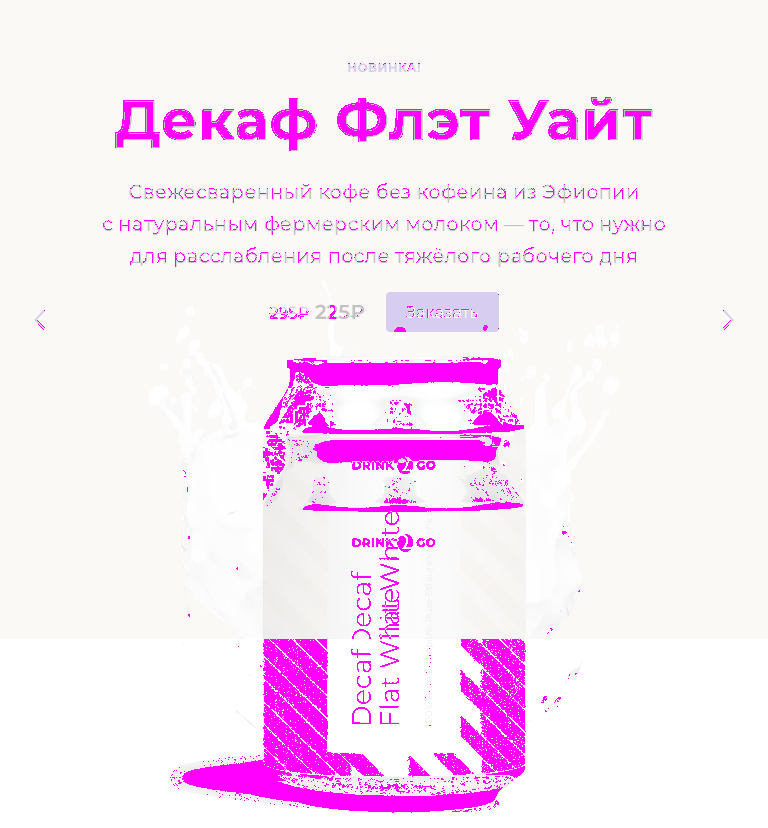 НОВИНКА!
Декаф Флэт Уайт
Свежесваренный кофе без кофеина из Эфиопии
с натуральным фермерским молоком — то, что нужно
для расслабления после тяжёлого рабочего дня
295₽ 225₽ Заказать
DRINK 2 GO
DRINK 2 GO
Decaf Decaf
Flat White White